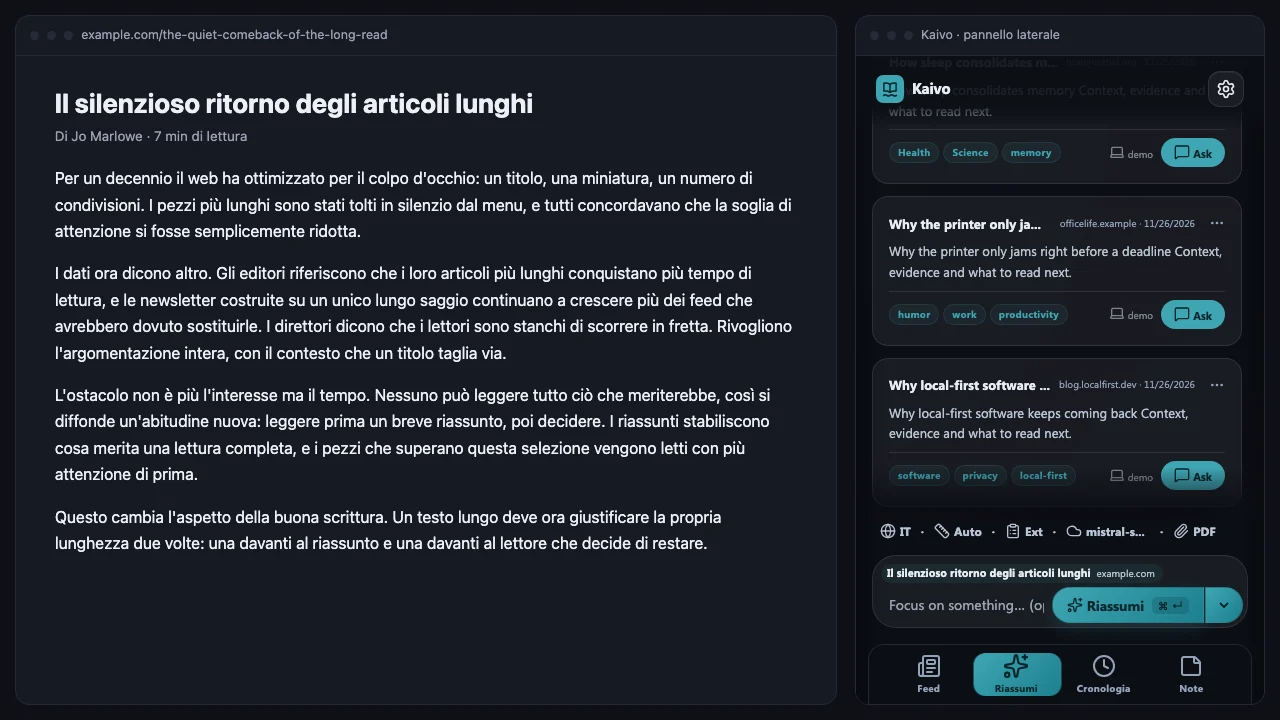 example.com/the-quiet-comeback-of-the-long-read
Il silenzioso ritorno degli articoli lunghi
Di Jo Marlowe · 7 min di lettura
Per un decennio il web ha ottimizzato per il colpo d'occhio: un titolo, una miniatura, un numero di
condivisioni. I pezzi più lunghi sono stati tolti in silenzio dal menu, e tutti concordavano che la soglia di
attenzione si fosse semplicemente ridotta.
I dati ora dicono altro. Gli editori riferiscono che i loro articoli più lunghi conquistano più tempo di
lettura, e le newsletter costruite su un unico lungo saggio continuano a crescere più dei feed che
avrebbero dovuto sostituirle. I direttori dicono che i lettori sono stanchi di scorrere in fretta. Rivogliono
l'argomentazione intera, con il contesto che un titolo taglia via.
L'ostacolo non è più l'interesse ma il tempo. Nessuno può leggere tutto ciò che meriterebbe, così si
diffonde un'abitudine nuova: leggere prima un breve riassunto, poi decidere. I riassunti stabiliscono
cosa merita una lettura completa, e i pezzi che superano questa selezione vengono letti con più
attenzione di prima.
Questo cambia l'aspetto della buona scrittura. Un testo lungo deve ora giustificare la propria
lunghezza due volte: una davanti al riassunto e una davanti al lettore che decide di restare.
Kaivo · pannello laterale
How sleep consolidates m...
Kaivo
consolidates memory Context, evidence and
what to read next.
Health Science memory demo Ask
Why the printer only ja... officelife.example · 11/26/2026 ...
Why the printer only jams right before a deadline Context,
evidence and what to read next.
humor work productivity demo Ask
Why local-first software ... blog.localfirst.dev · 11/26/2026 ...
Why local-first software keeps coming back Context,
evidence and what to read next.
software privacy local-first demo Ask
IT · Auto · Ext · mistral-s... · PDF
Il silenzioso ritorno degli articoli lunghi example.com
Focus on something... (op Riassumi ⌘ ↵
Feed Riassumi Cronologia Note